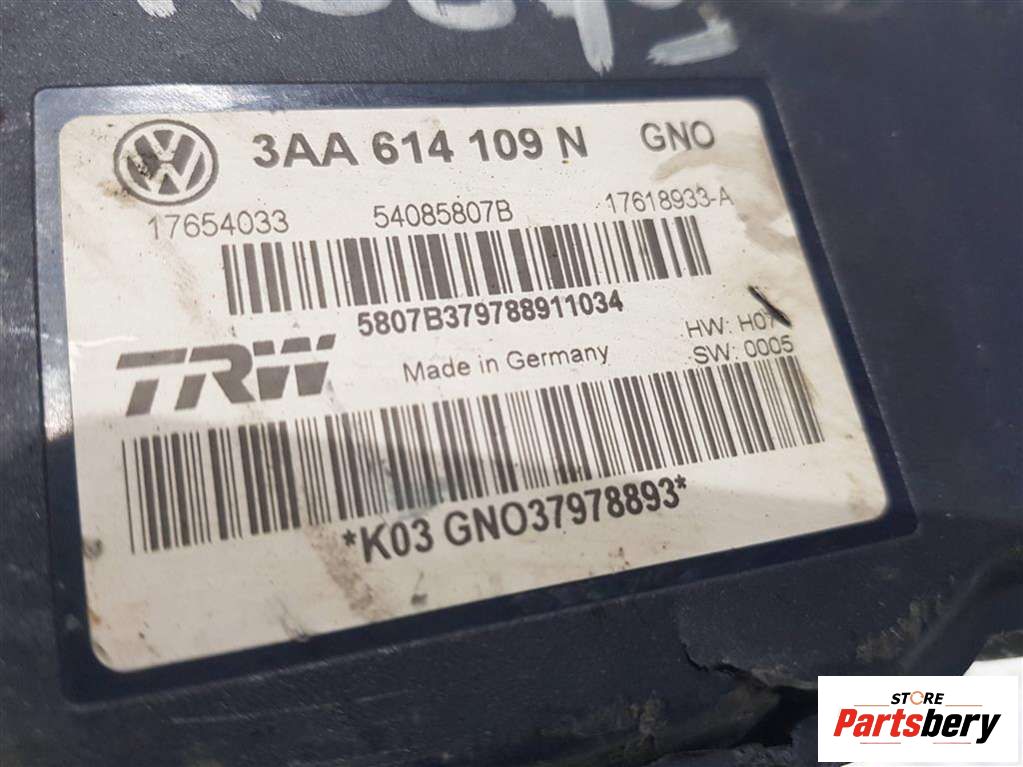 3AA 614 109 N GNO
17654033 54085807B 17618933-A
5807B379788911034
TRW Made in Germany HW: H07
SW: 0005
*K03 GNO37978893*
STORE
Partsbery